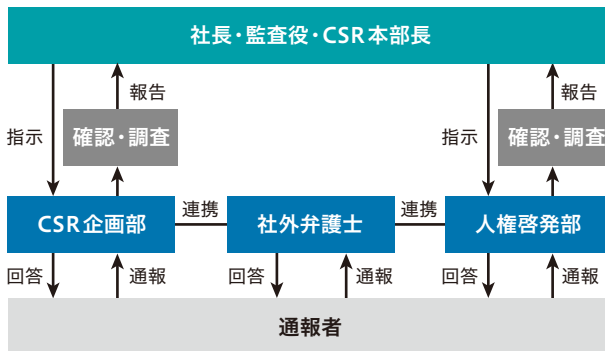 社長・監査役・CSR本部長
報告
報告
指示
確認・調査
指示
確認・調査
CSR企画部
連携
社外弁護士
連携
人権啓発部
回答
通報
回答
通報
回答
通報
通報者